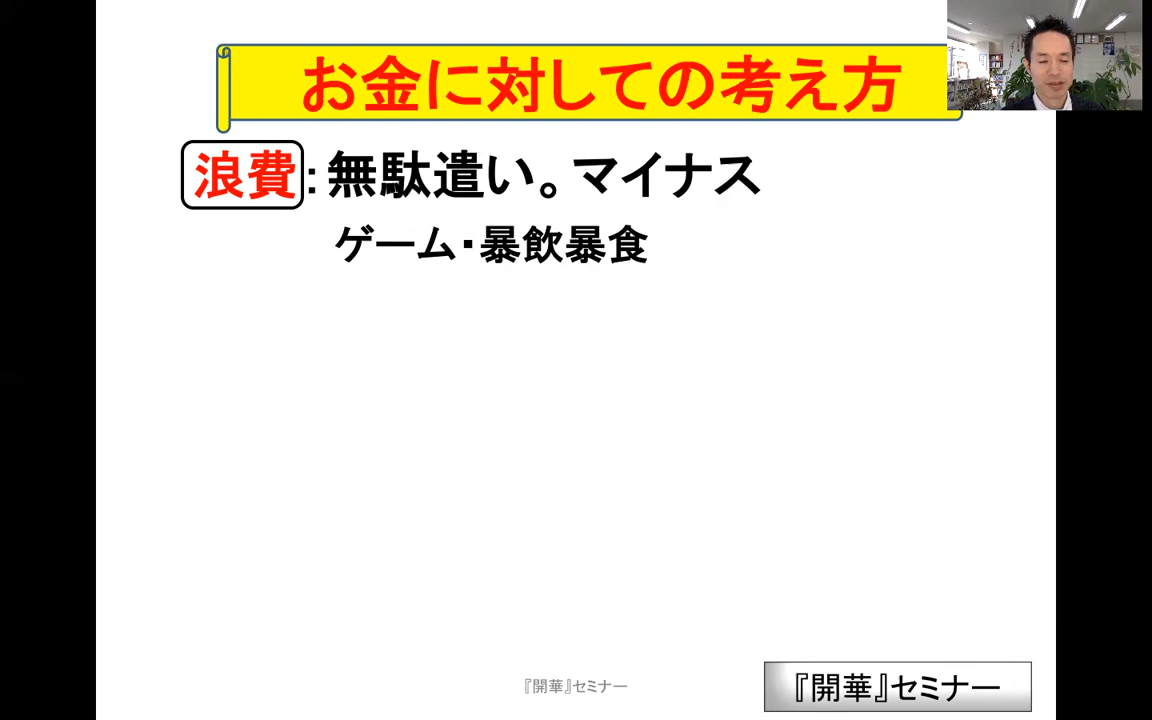 お金に対しての考え方
浪費:無駄遣い。マイナス
ゲーム・暴飲暴食
『開華』セミナー
『開華』セミナー